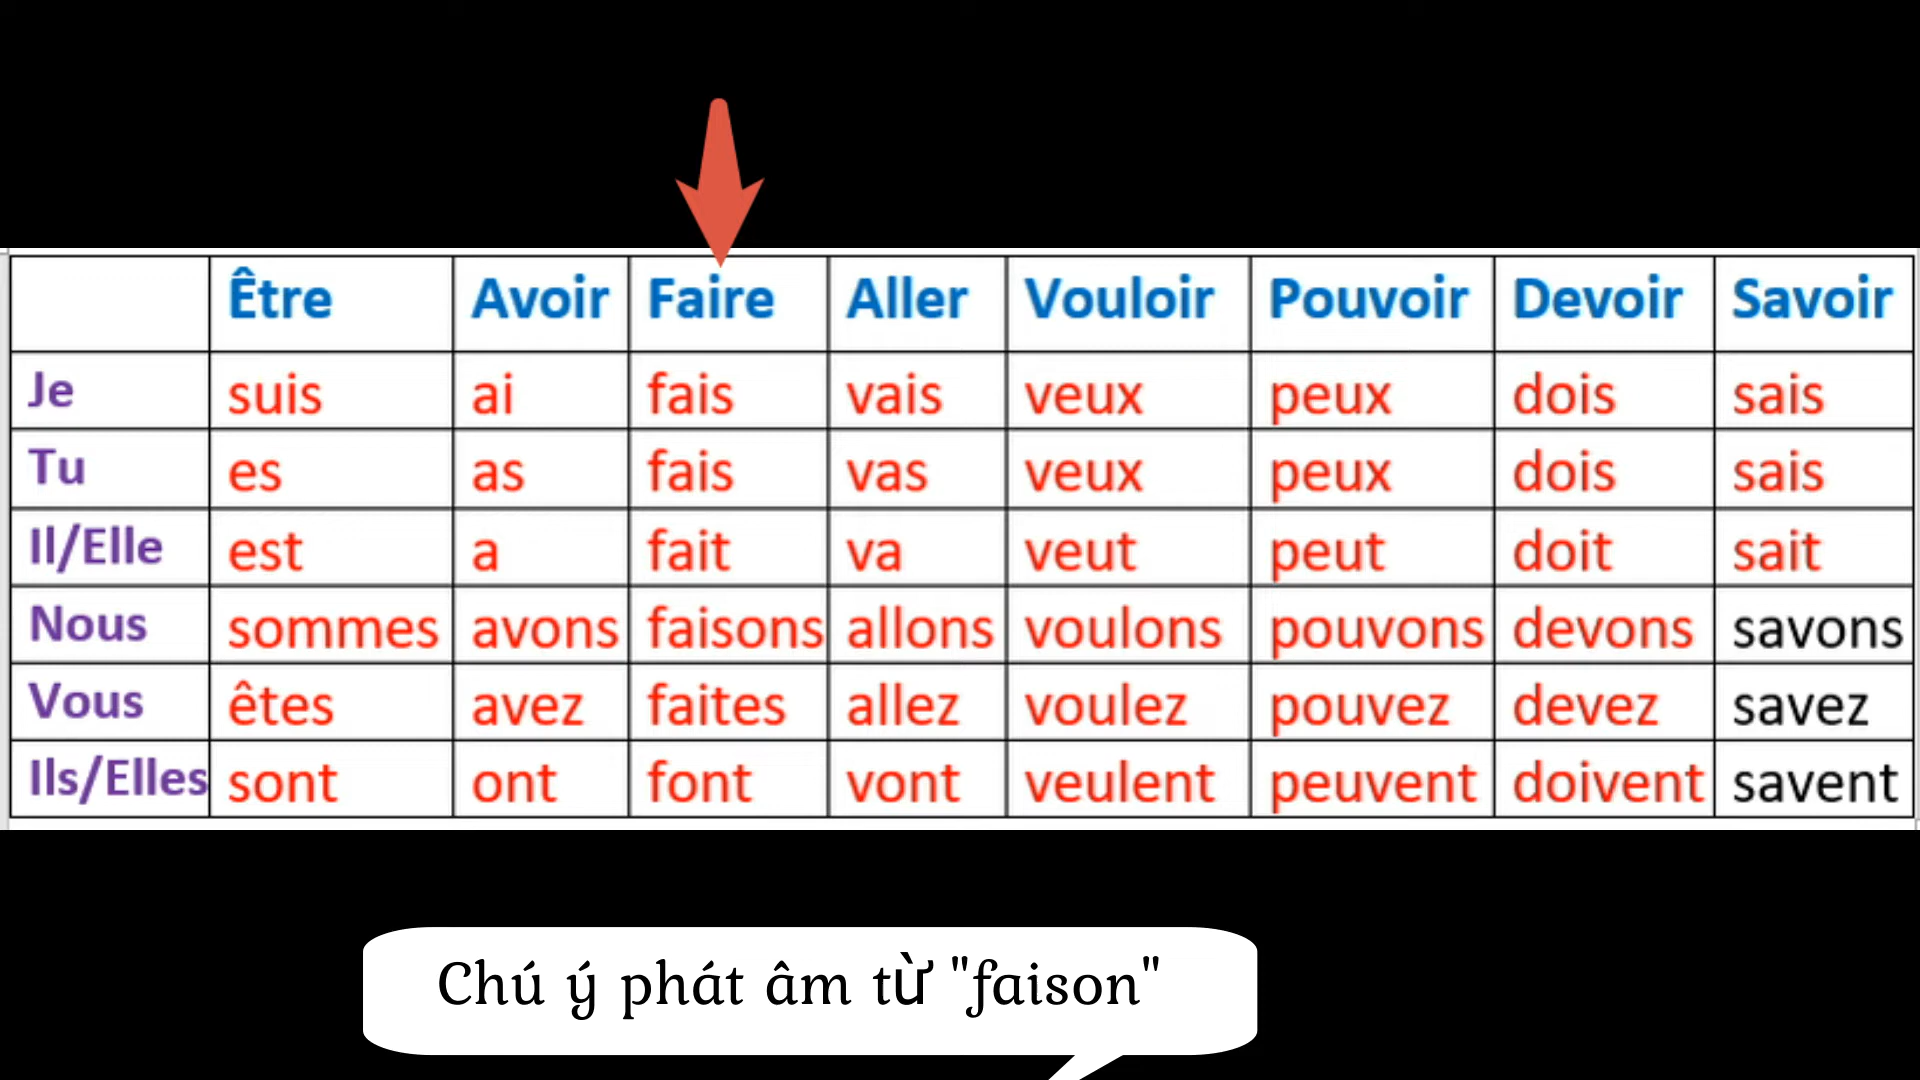 Être Avoir Faire Aller Vouloir Pouvoir Devoir Savoir
Je suis ai fais vais veux peux dois sais
Tu es as fais vas veux peux dois sais
Il/Elle est a fait va veut peut doit sait
Nous sommes avons faisons allons voulons pouvons devons savons
Vous êtes avez faites allez voulez pouvez devez savez
Ils/Elles sont ont font vont veulent peuvent doivent savent
Chú ý phát âm từ "faison"